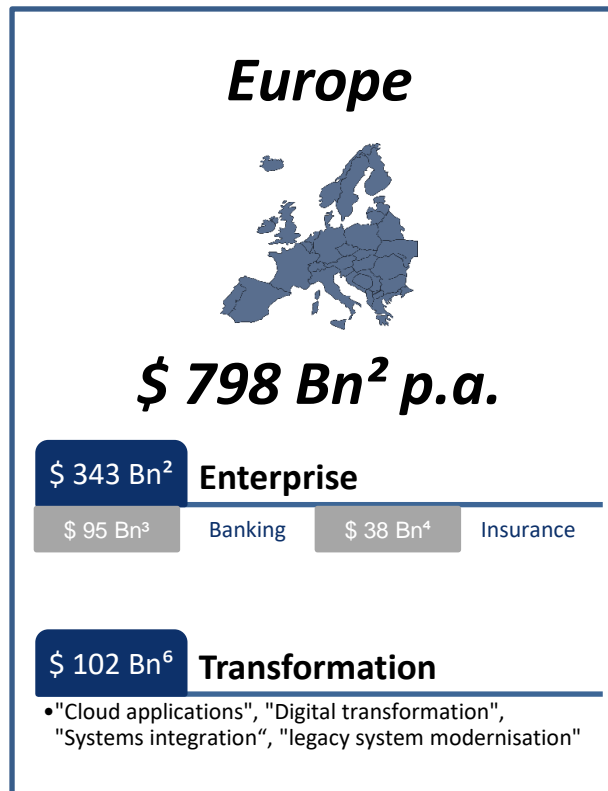 Europe
$ 798 Bn² p.a.
$ 343 Bn² Enterprise
$ 95 Bn³ Banking $ 38 Bn⁴ Insurance
$ 102 Bn⁶ Transformation
•"Cloud applications", "Digital transformation",
"Systems integration“, "legacy system modernisation"